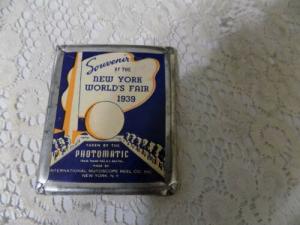 Souvenir
OF THE
NEW YORK
WORLD'S FAIR
1939
TAKEN BY THE
PHOTOMATIC
MADE BY
INTERNATIONAL MUTOSCOPE REEL CO. INC.
NEW YORK, N.Y.